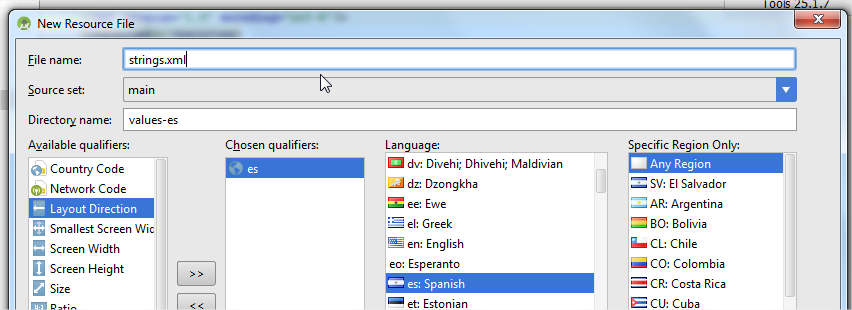 Tools 25.1.7
New Resource File
File name: strings.xml
Source set: main
Directory name: values-es
Available qualifiers:
Country Code
Network Code
Layout Direction
Smallest Screen Wid
Screen Width
Screen Height
Size
Ratio
>>
<<
Chosen qualifiers:
es
Language:
dv: Divehi; Dhivehi; Maldivian
dz: Dzongkha
ee: Ewe
el: Greek
en: English
eo: Esperanto
es: Spanish
et: Estonian
Specific Region Only:
Any Region
SV: El Salvador
AR: Argentina
BO: Bolivia
CL: Chile
CO: Colombia
CR: Costa Rica
CU: Cuba